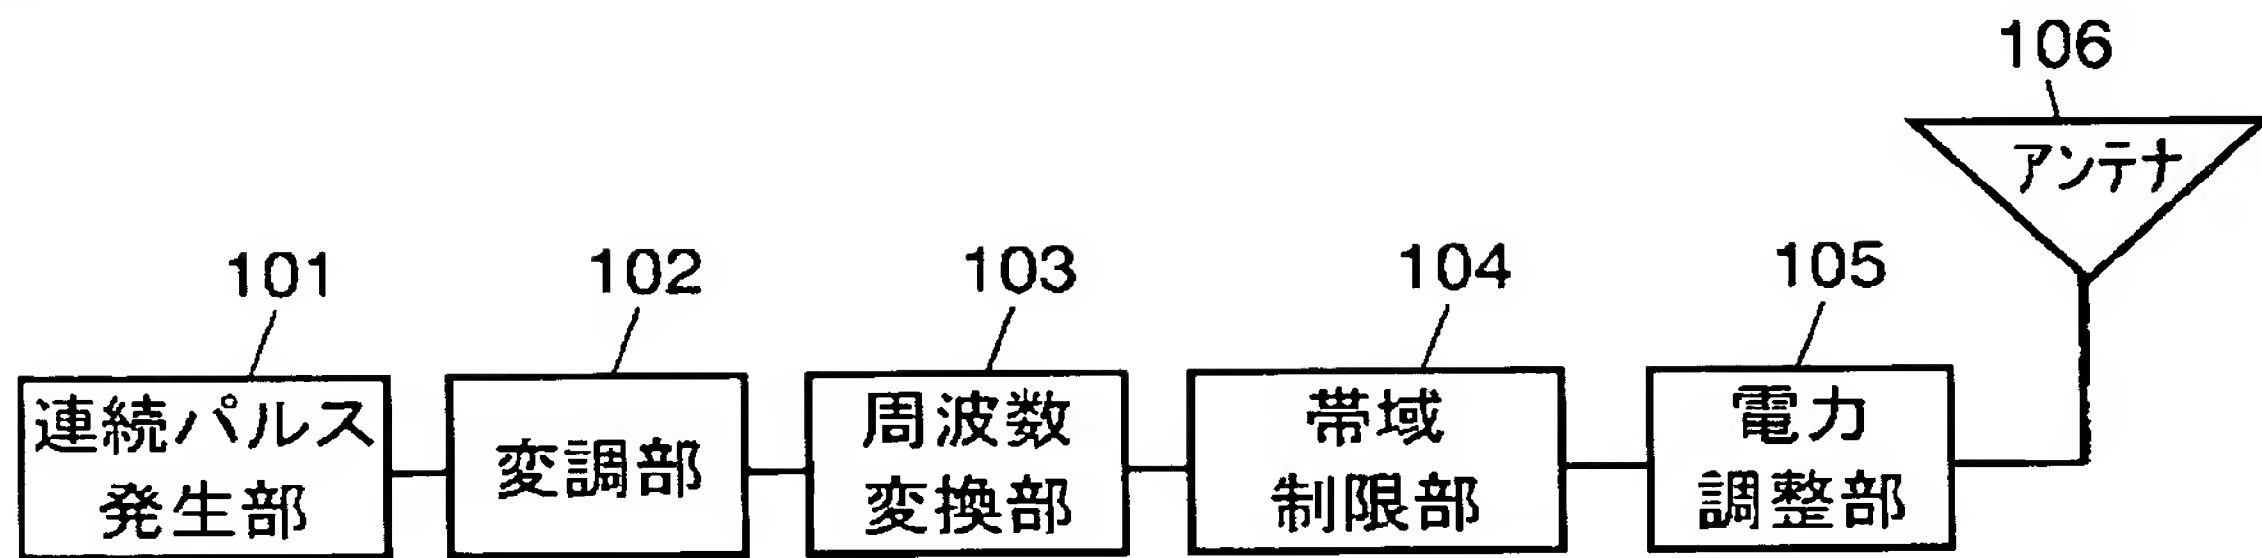 106
アンテナ
101
102
103
104
105
連続パルス
発生部
変調部
周波数
変換部
帯域
制限部
電力
調整部